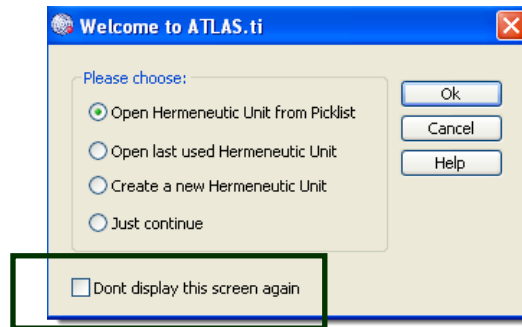 Welcome to ATLAS.ti
Please choose:
Open Hermeneutic Unit from Picklist
Open last used Hermeneutic Unit
Create a new Hermeneutic Unit
Just continue
Ok
Cancel
Help
Dont display this screen again